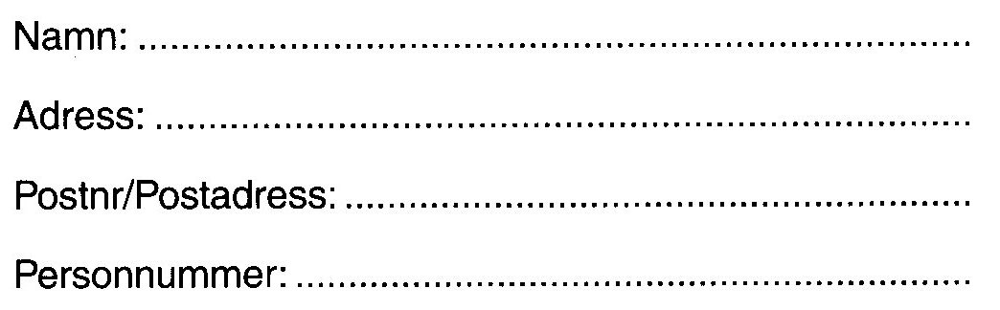 Namn: ................................................................................
Adress: ..............................................................................
Postnr/Postadress: ............................................................
Personnummer: .................................................................